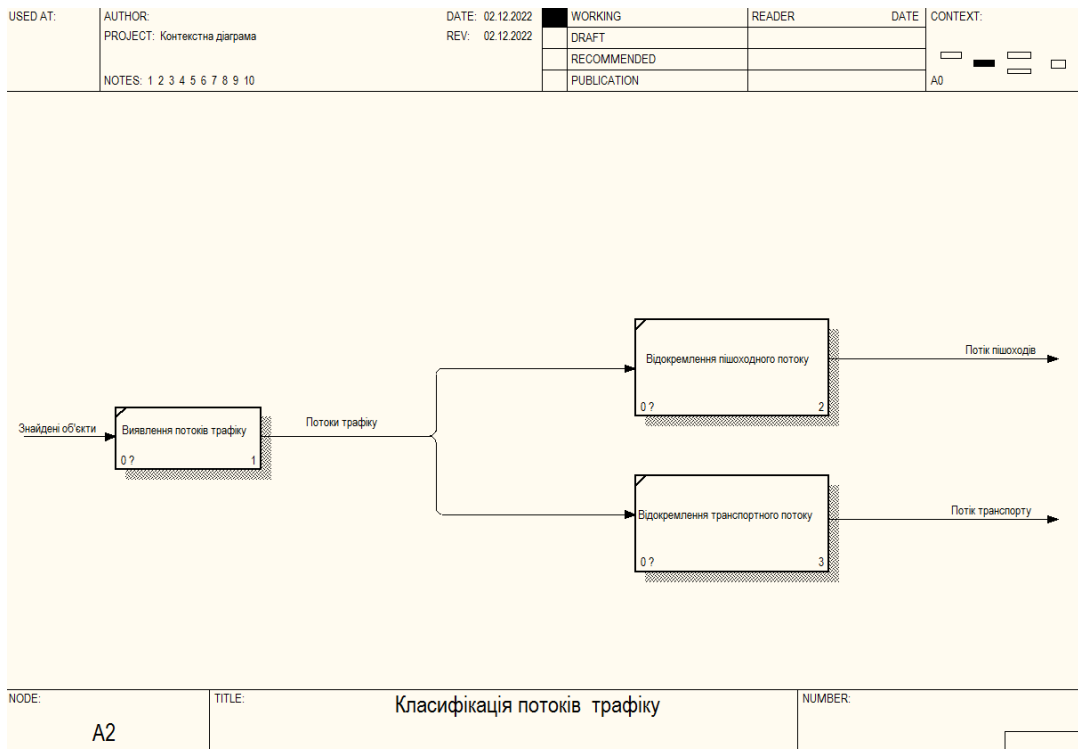 USED AT:
AUTHOR:
DATE: 02.12.2022
PROJECT: Контекстна діаграма
REV: 02.12.2022
NOTES: 1 2 3 4 5 6 7 8 9 10
WORKING
DRAFT
RECOMMENDED
PUBLICATION
READER DATE
CONTEXT:
A0
Знайдені об'єкти
Виявлення потоків трафіку
0 ? 1
Потоки трафіку
Відокремлення пішоходного потоку
0 ? 2
Потік пішоходів
Відокремлення транспортного потоку
0 ? 3
Потік транспорту
NODE:
A2
TITLE:
Класифікація потоків трафіку
NUMBER: